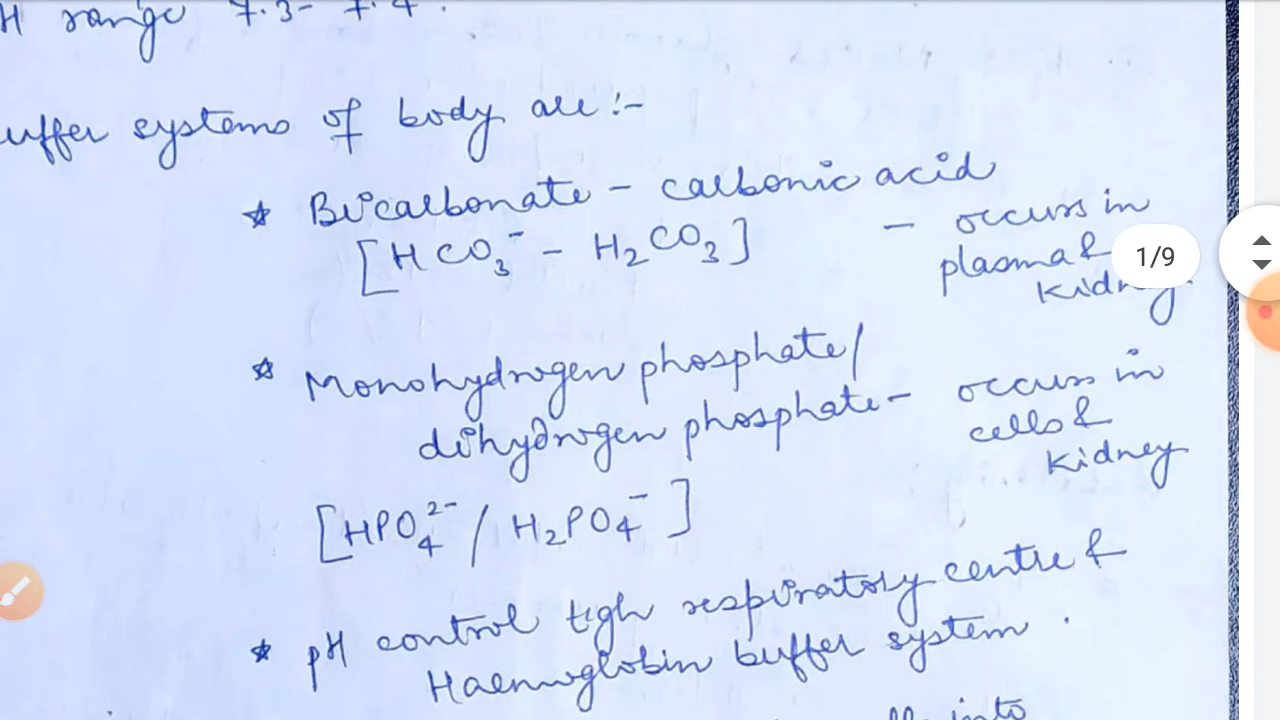 H range 7.3- 7.4.
uffer systems of body are :-
☆ Bicarbonate - carbonic acid
[HCO₃⁻ - H₂CO₃] - occurs in
plasma &
1/9
kidney.
☆ Monohydrogen phosphate/
dihydrogen phosphate - occurs in
cells &
kidney
[HPO₄²⁻ / H₂PO₄⁻]
☆ pH control thgh respiratory centre &
Haemoglobin buffer system.
into